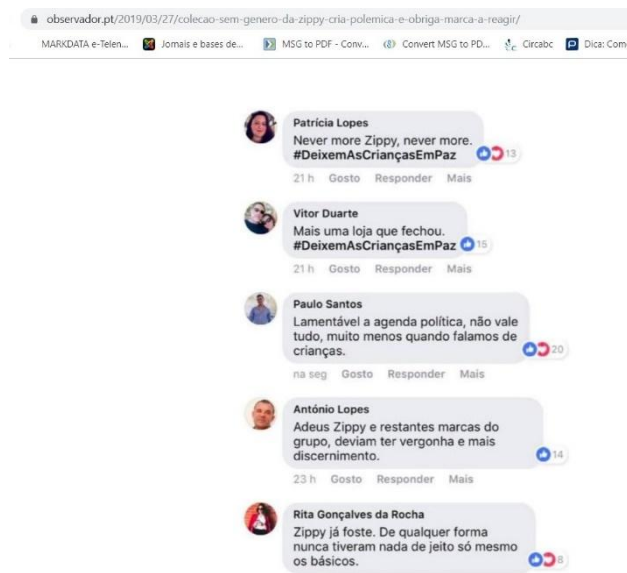 observador.pt/2019/03/27/colecao-sem-genero-da-zippy-cria-polemica-e-obriga-marca-a-reagir/
MARKDATA e-Telen... Jornais e bases de... MSG to PDF - Conv... Convert MSG to PD... Circabc Dica: Com
Patrícia Lopes
Never more Zippy, never more.
#DeixemAsCriançasEmPaz 13
21 h Gosto Responder Mais
Vitor Duarte
Mais uma loja que fechou.
#DeixemAsCriançasEmPaz 15
21 h Gosto Responder Mais
Paulo Santos
Lamentável a agenda política, não vale
tudo, muito menos quando falamos de
crianças. 20
na seg Gosto Responder Mais
António Lopes
Adeus Zippy e restantes marcas do
grupo, deviam ter vergonha e mais
discernimento. 14
23 h Gosto Responder Mais
Rita Gonçalves da Rocha
Zippy já foste. De qualquer forma
nunca tiveram nada de jeito só mesmo
os básicos. 8